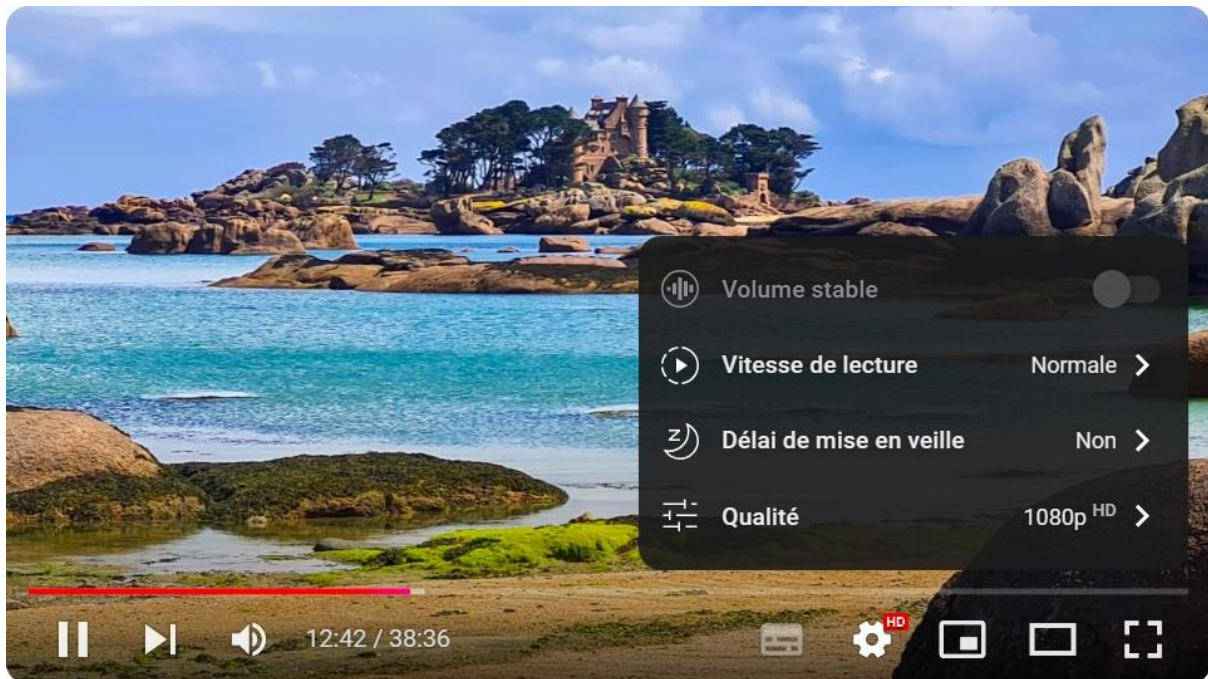 Volume stable
Vitesse de lecture Normale
Délai de mise en veille Non
Qualité 1080p HD
12:42 / 38:36 HD